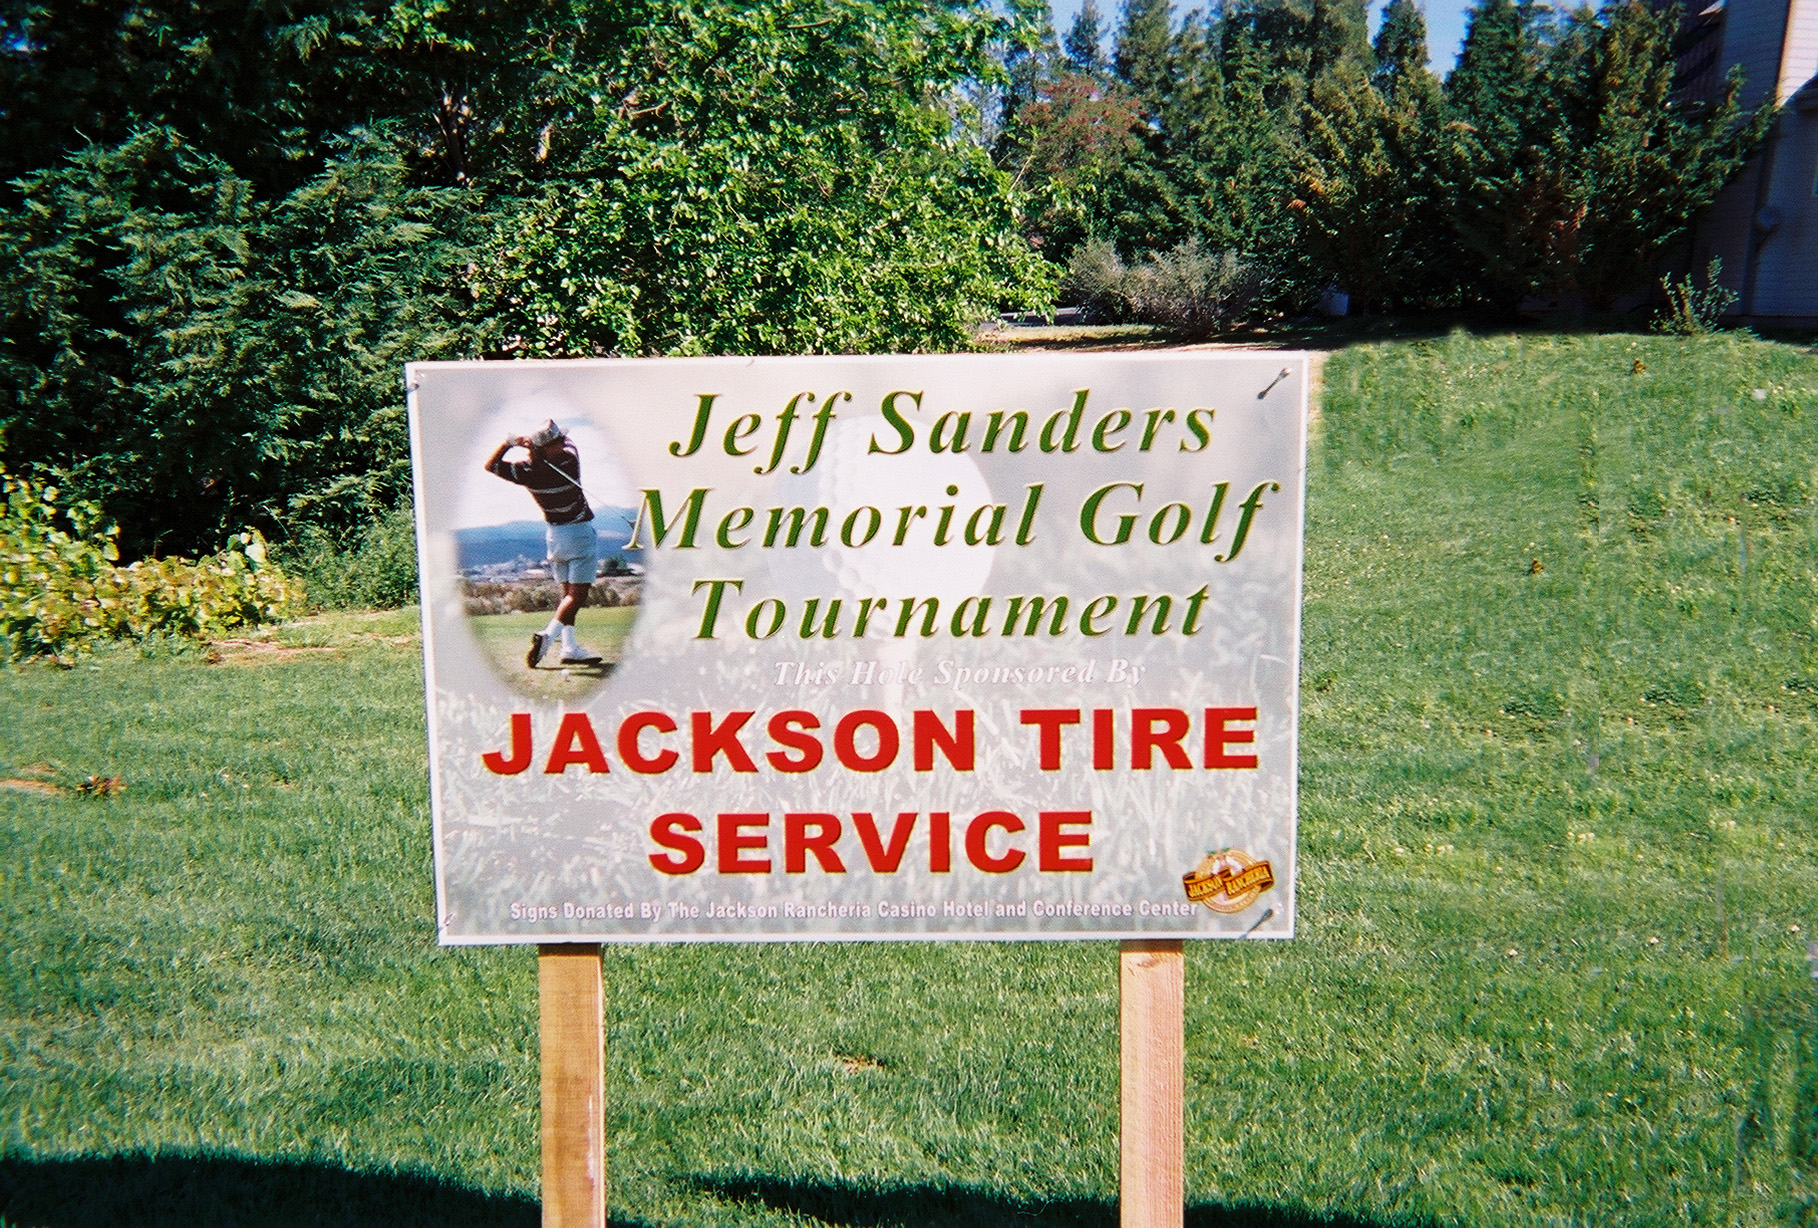 Jeff Sanders
Memorial Golf
Tournament
This Hole Sponsored By
JACKSON TIRE
SERVICE
JACKSON RANCHERIA
Signs Donated By The Jackson Rancheria Casino Hotel and Conference Center